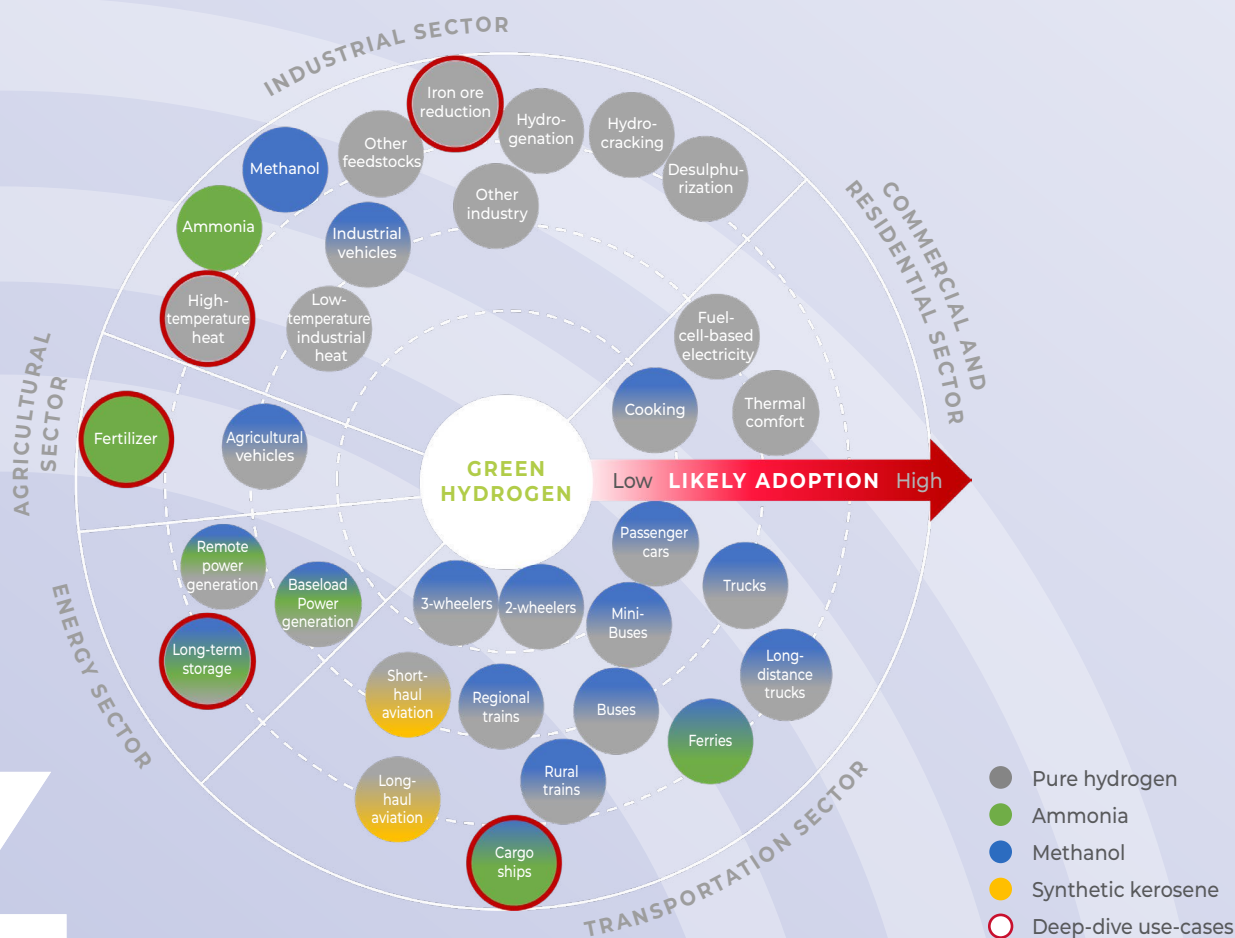 INDUSTRIAL SECTOR
Iron ore
reduction
Hydro-
genation
Hydro-
cracking
Desulphu-
rization
Other
feedstocks
Methanol
Other
industry
Ammonia
Industrial
vehicles
High-
temperature
heat
Low-
temperature
industrial
heat
COMMERCIAL AND
RESIDENTIAL SECTOR
Fuel-
cell-based
electricity
Cooking
Thermal
comfort
AGRICULTURAL
SECTOR
Fertilizer
Agricultural
vehicles
GREEN
HYDROGEN
Low LIKELY ADOPTION High
ENERGY SECTOR
Remote
power
generation
Baseload
Power
generation
Long-term
storage
TRANSPORTATION SECTOR
Passenger
cars
Trucks
3-wheelers
2-wheelers
Mini-
Buses
Long-
distance
trucks
Short-
haul
aviation
Regional
trains
Buses
Ferries
Long-
haul
aviation
Rural
trains
Cargo
ships
Pure hydrogen
Ammonia
Methanol
Synthetic kerosene
Deep-dive use-cases